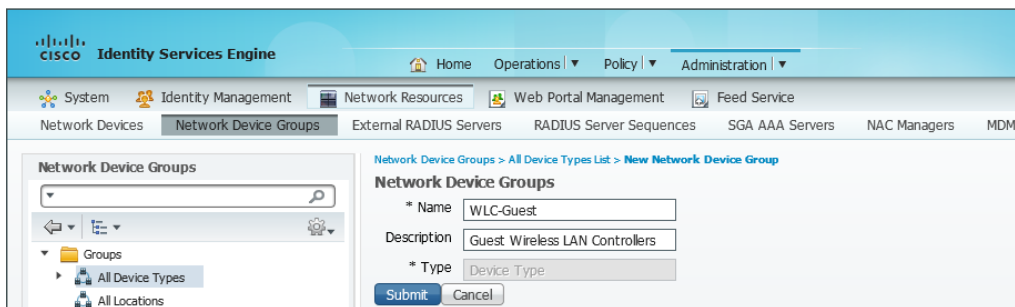 CISCO Identity Services Engine
Home Operations Policy Administration
System Identity Management Network Resources Web Portal Management Feed Service
Network Devices Network Device Groups External RADIUS Servers RADIUS Server Sequences SGA AAA Servers NAC Managers MDM
Network Device Groups
Groups
All Device Types
All Locations
Network Device Groups > All Device Types List > New Network Device Group
Network Device Groups
* Name WLC-Guest
Description Guest Wireless LAN Controllers
* Type Device Type
Submit Cancel